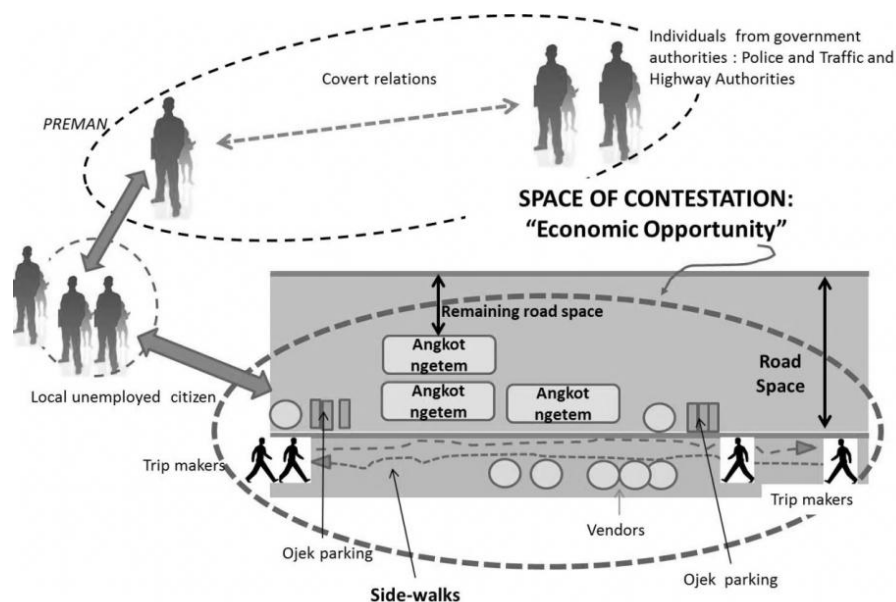 Individuals from government
authorities : Police and Traffic and
Highway Authorities
Covert relations
PREMAN
SPACE OF CONTESTATION:
“Economic Opportunity”
Remaining road space
Angkot
ngetem
Angkot
ngetem
Angkot
ngetem
Road
Space
Local unemployed citizen
Trip makers
Trip makers
Vendors
Ojek parking
Ojek parking
Side-walks